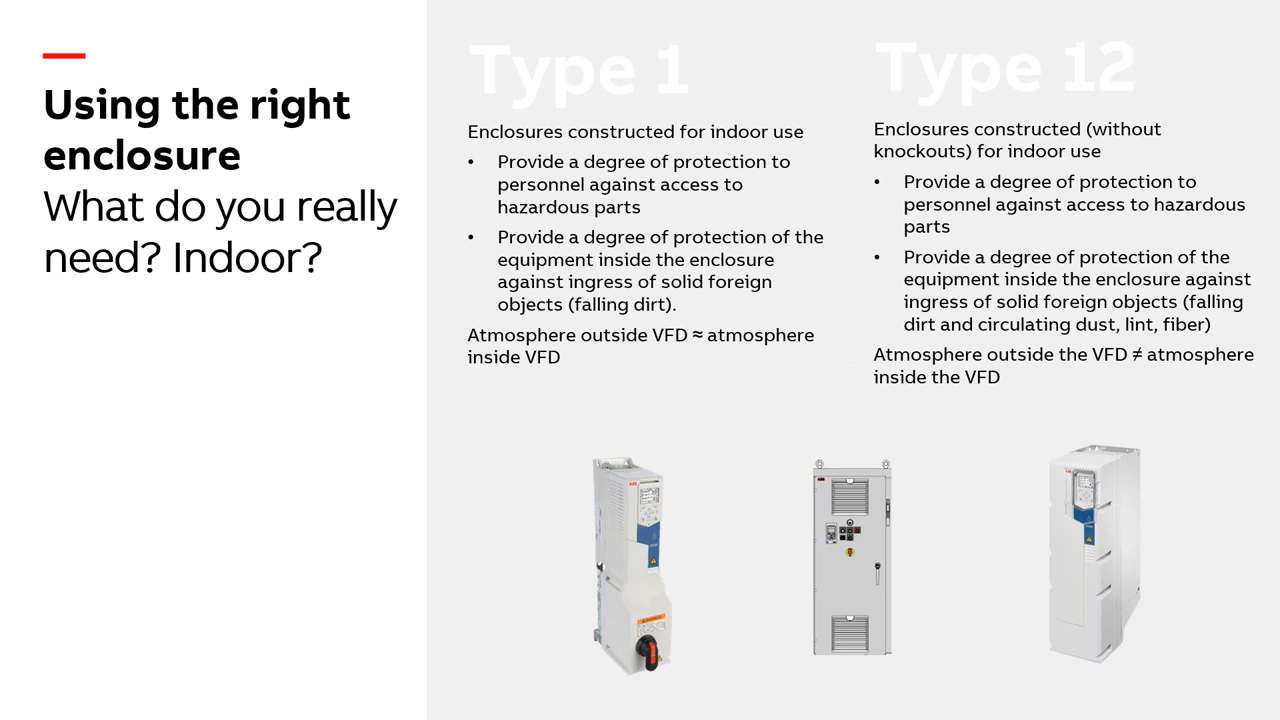 Using the right
enclosure
What do you really
need? Indoor?
Type 1
Enclosures constructed for indoor use
• Provide a degree of protection to
personnel against access to
hazardous parts
• Provide a degree of protection of the
equipment inside the enclosure
against ingress of solid foreign
objects (falling dirt).
Atmosphere outside VFD ≈ atmosphere
inside VFD
Type 12
Enclosures constructed (without
knockouts) for indoor use
• Provide a degree of protection to
personnel against access to hazardous
parts
• Provide a degree of protection of the
equipment inside the enclosure against
ingress of solid foreign objects (falling
dirt and circulating dust, lint, fiber)
Atmosphere outside the VFD ≠ atmosphere
inside the VFD
ABB
ABB
ABB